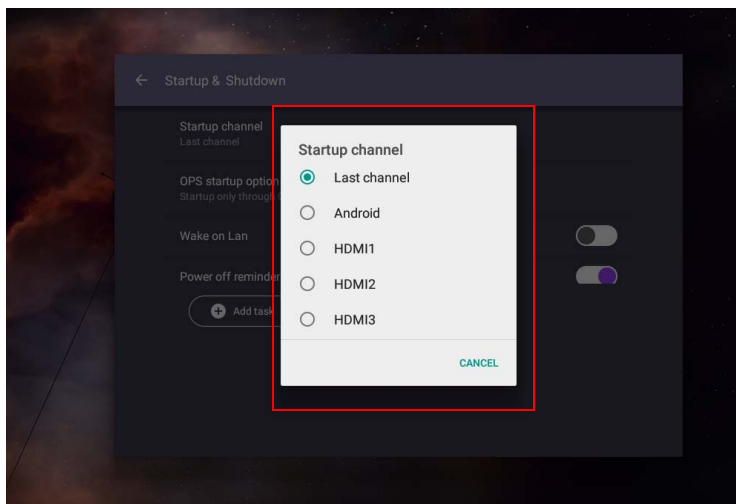 Startup & Shutdown
Startup channel
Last channel
OPS startup option
Startup only through
Wake on Lan
Power off reminder
Add task
Startup channel
Last channel
Android
HDMI1
HDMI2
HDMI3
CANCEL